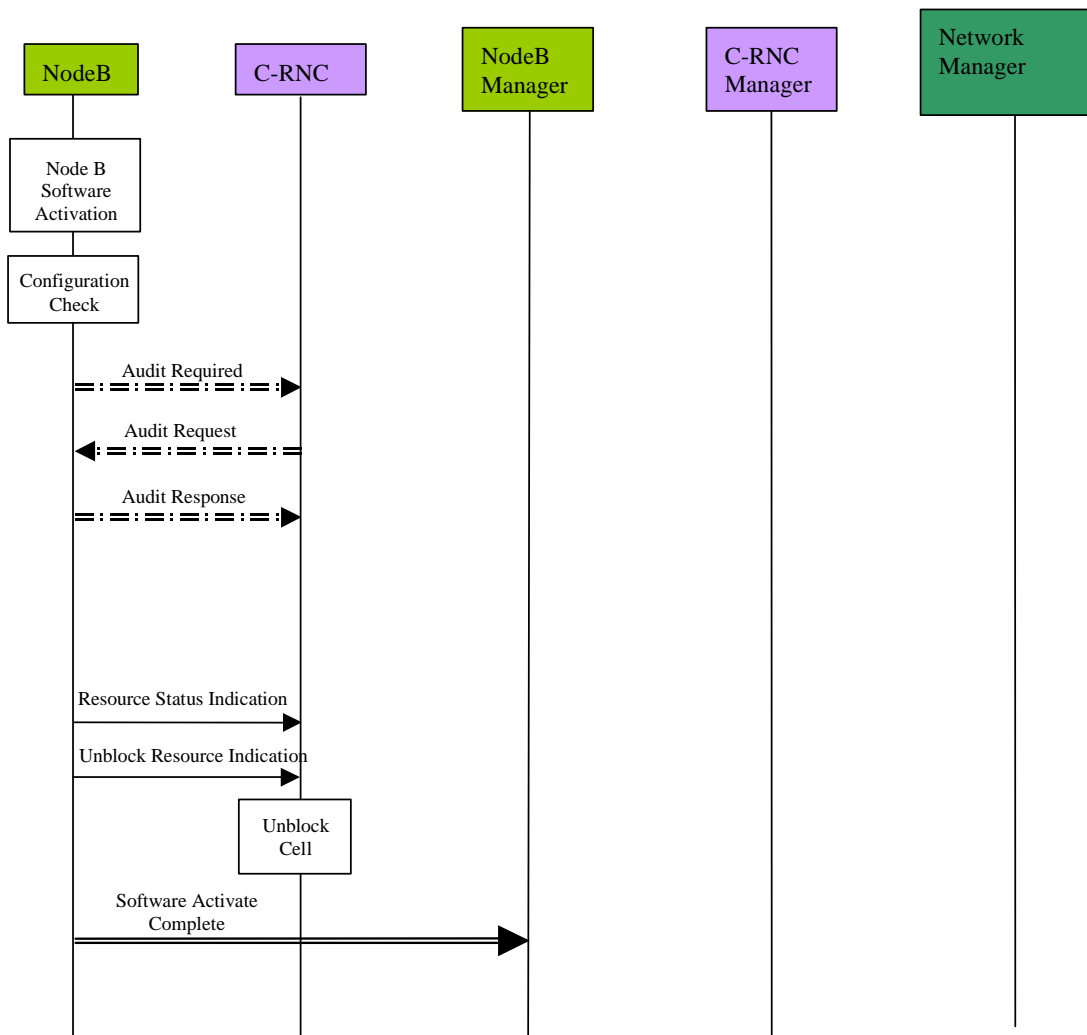 NodeB
C-RNC
NodeB
Manager
C-RNC
Manager
Network
Manager
Node B
Software
Activation
Configuration
Check
Audit Required
Audit Request
Audit Response
Resource Status Indication
Unblock Resource Indication
Unblock
Cell
Software Activate
Complete